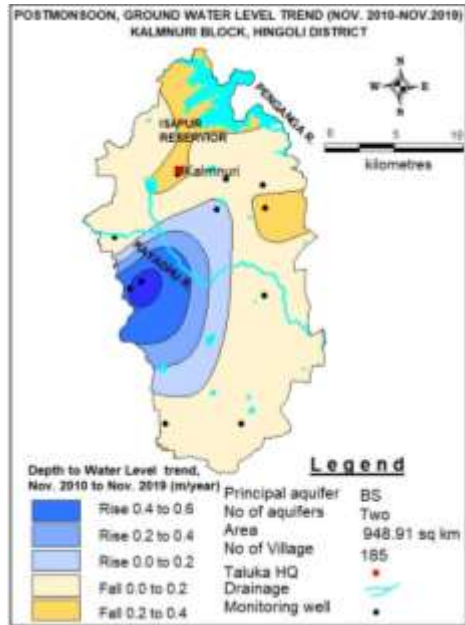 POSTMONSOON, GROUND WATER LEVEL TREND (NOV. 2010-NOV.2019)
KALMNURI BLOCK, HINGOLI DISTRICT
N
W E
S
PENGANGA R.
ISAPUR
RESERVIOR
0 5 10
kilometres
Kalmnuri
KAYADHU R.
Depth to Water Level trend,
Nov. 2010 to Nov. 2019 (m/year)
Rise 0.4 to 0.6
Rise 0.2 to 0.4
Rise 0.0 to 0.2
Fall 0.0 to 0.2
Fall 0.2 to 0.4
Legend
Principal aquifer BS
No of aquifers Two
Area 948.91 sq km
No of Village 185
Taluka HQ
Drainage
Monitoring well